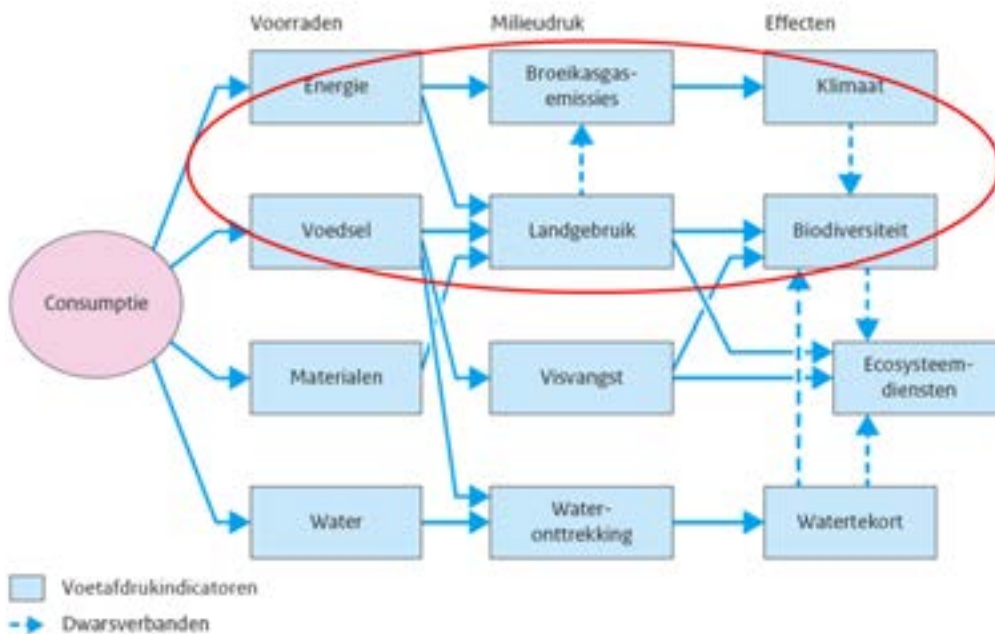 Voorraden Milieudruk Effecten
Energie
Broeikasgas-
emissies
Klimaat
Voedsel
Landgebruik
Biodiversiteit
Consumptie
Materialen
Visvangst
Ecosysteem-
diensten
Water
Water-
onttrekking
Watertekort
Voetafdrukindicatoren
Dwarsverbanden